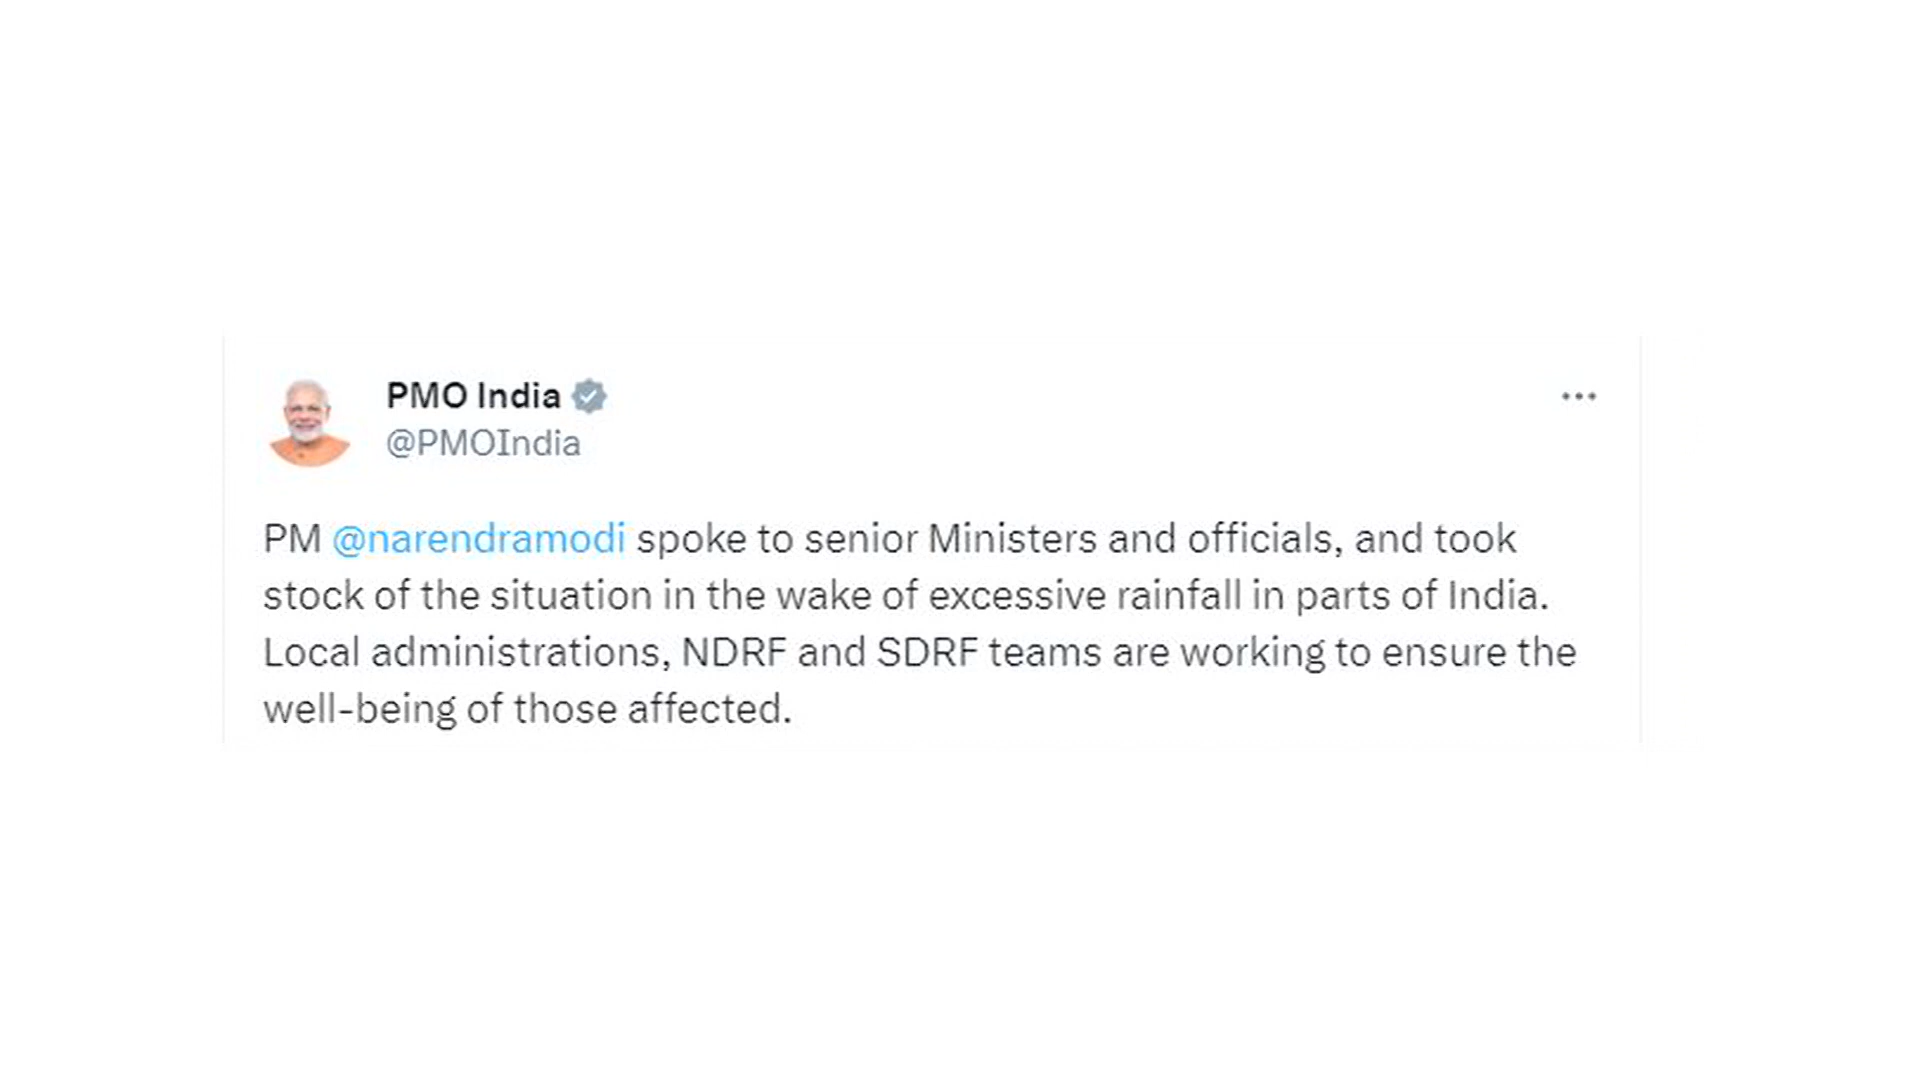 PMO India
@PMOIndia
PM @narendramodi spoke to senior Ministers and officials, and took
stock of the situation in the wake of excessive rainfall in parts of India.
Local administrations, NDRF and SDRF teams are working to ensure the
well-being of those affected.